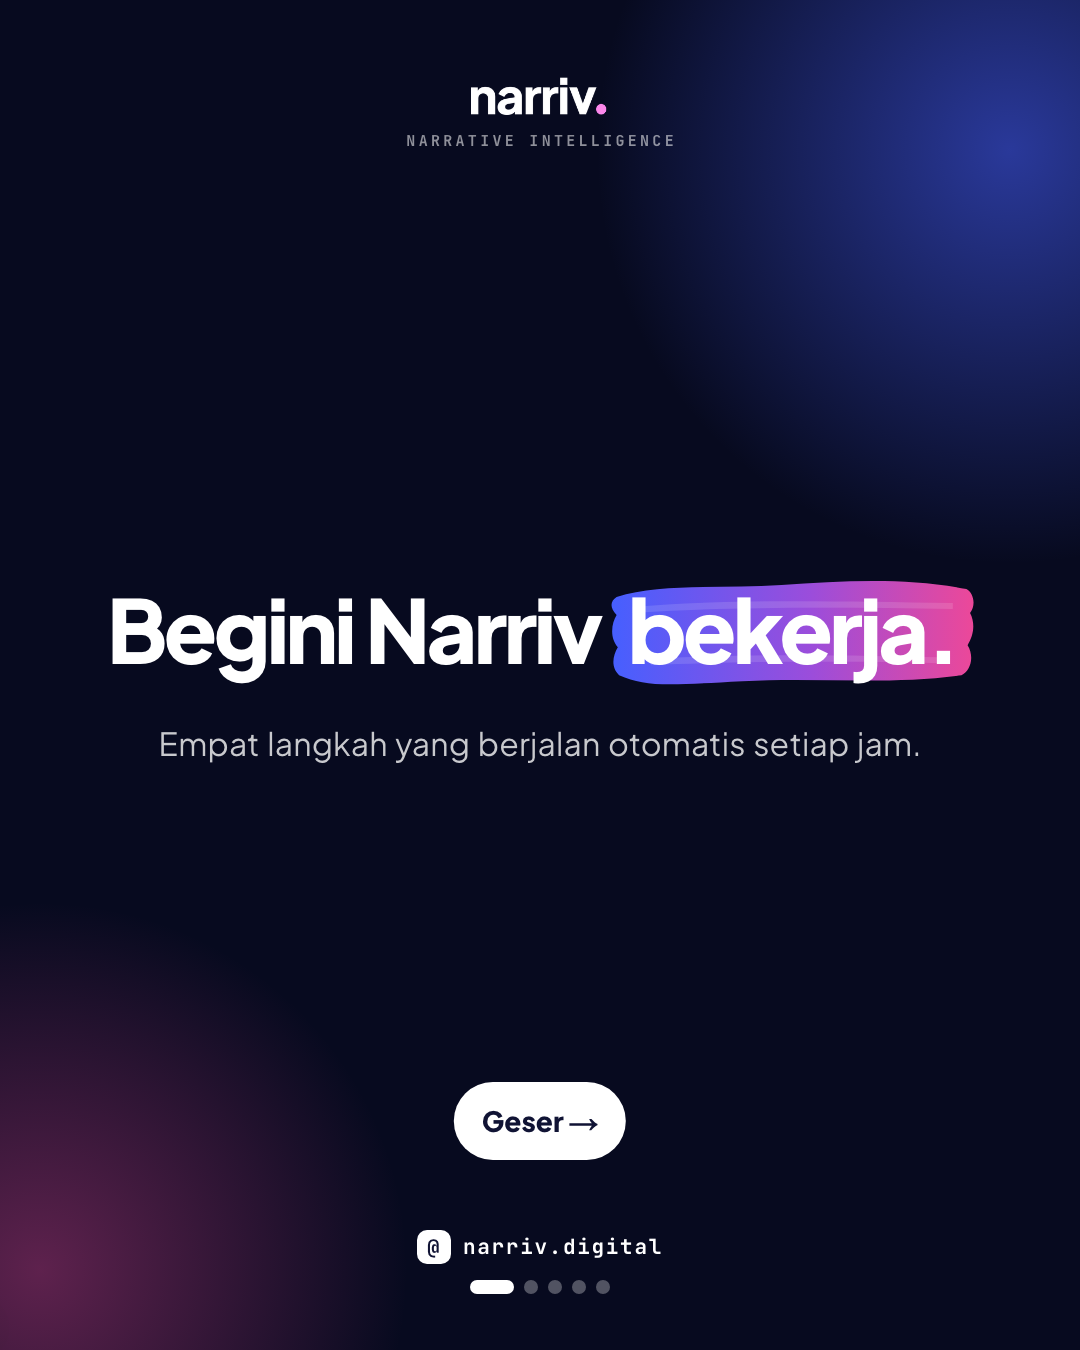 narriv.
NARRATIVE INTELLIGENCE
Begini Narriv bekerja.
Empat langkah yang berjalan otomatis setiap jam.
Geser →
@ narriv.digital